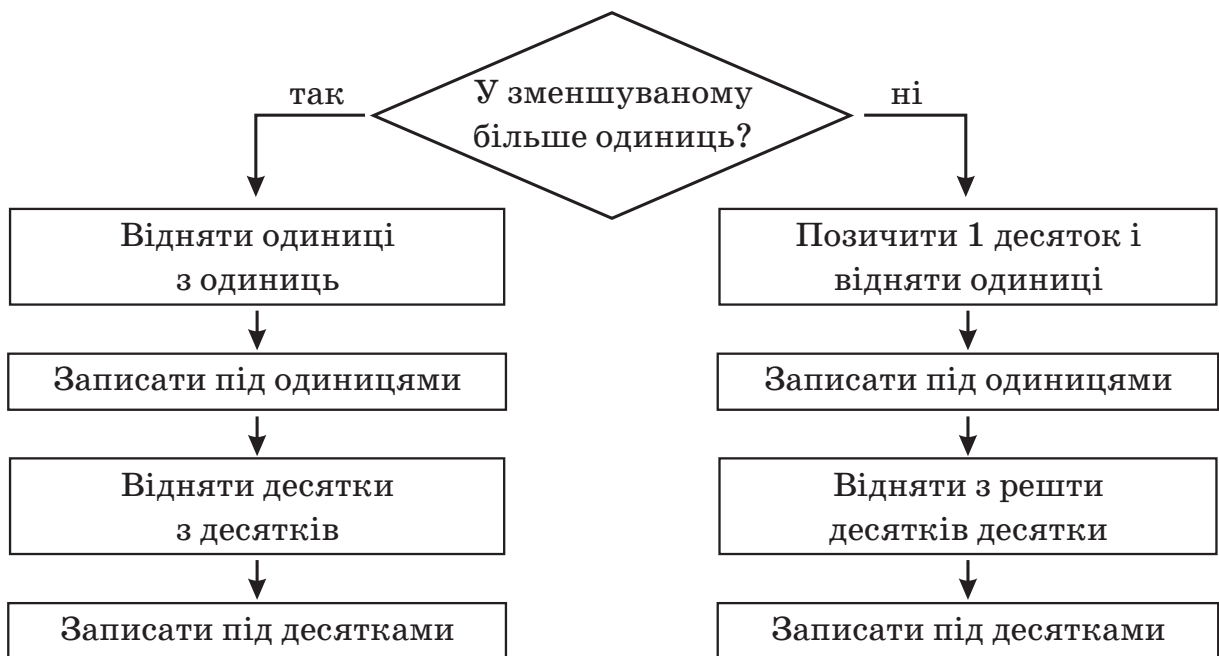 У зменшуваному
більше одиниць?
так
ні
Відняти одиниці
з одиниць
Записати під одиницями
Відняти десятки
з десятків
Записати під десятками
Позичити 1 десяток і
відняти одиниці
Записати під одиницями
Відняти з решти
десятків десятки
Записати під десятками